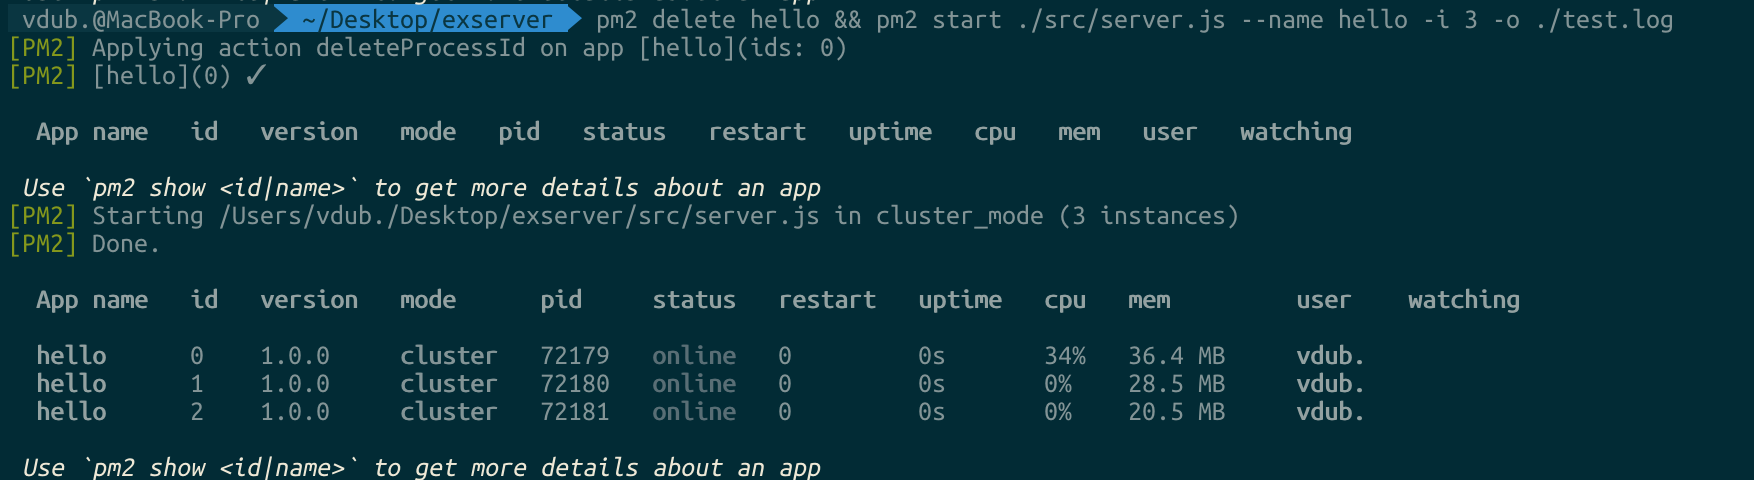 vdub.@MacBook-Pro ~/Desktop/exserver pm2 delete hello && pm2 start ./src/server.js --name hello -i 3 -o ./test.log
[PM2] Applying action deleteProcessId on app [hello](ids: 0)
[PM2] [hello](0) ✓
App name id version mode pid status restart uptime cpu mem user watching
Use `pm2 show <id|name>` to get more details about an app
[PM2] Starting /Users/vdub./Desktop/exserver/src/server.js in cluster_mode (3 instances)
[PM2] Done.
App name id version mode pid status restart uptime cpu mem user watching
hello 0 1.0.0 cluster 72179 online 0 0s 34% 36.4 MB vdub.
hello 1 1.0.0 cluster 72180 online 0 0s 0% 28.5 MB vdub.
hello 2 1.0.0 cluster 72181 online 0 0s 0% 20.5 MB vdub.
Use `pm2 show <id|name>` to get more details about an app